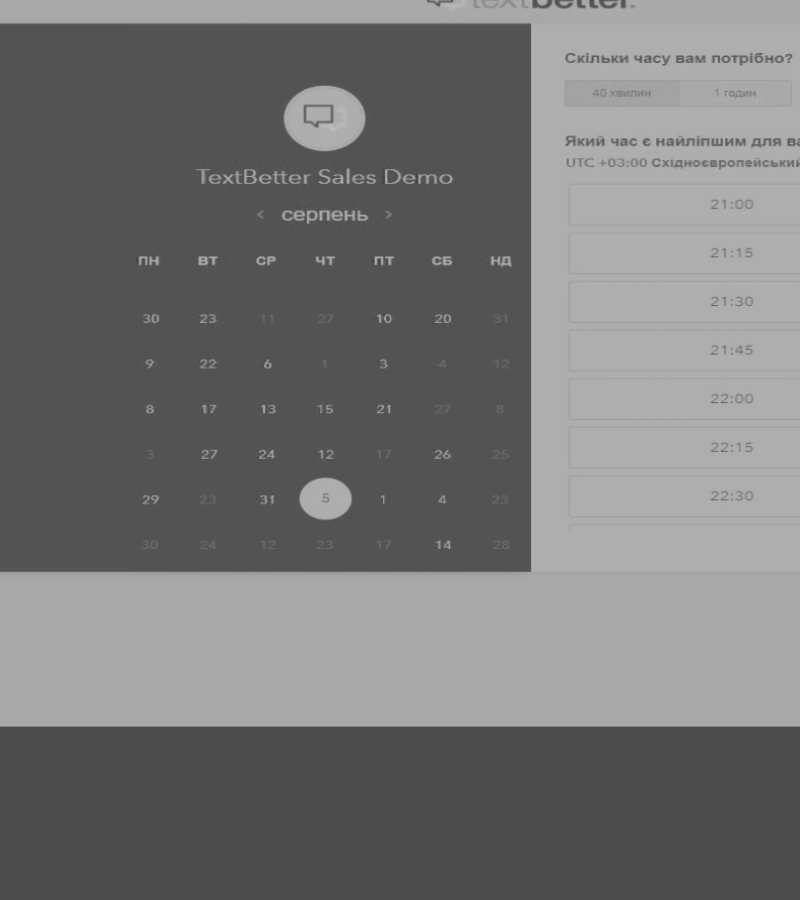 textbetter.
TextBetter Sales Demo
< серпень >
ПН ВТ СР ЧТ ПТ СБ НД
30 23 11 27 10 20 31
9 22 6 1 3 4 12
8 17 13 15 21 27 8
3 27 24 12 17 26 25
29 23 31 5 1 4 23
30 24 12 23 17 14 28
Скільки часу вам потрібно?
40 хвилин 1 годин
Який час є найліпшим для
UTC +03:00 Східноєвропейський
21:00
21:15
21:30
21:45
22:00
22:15
22:30